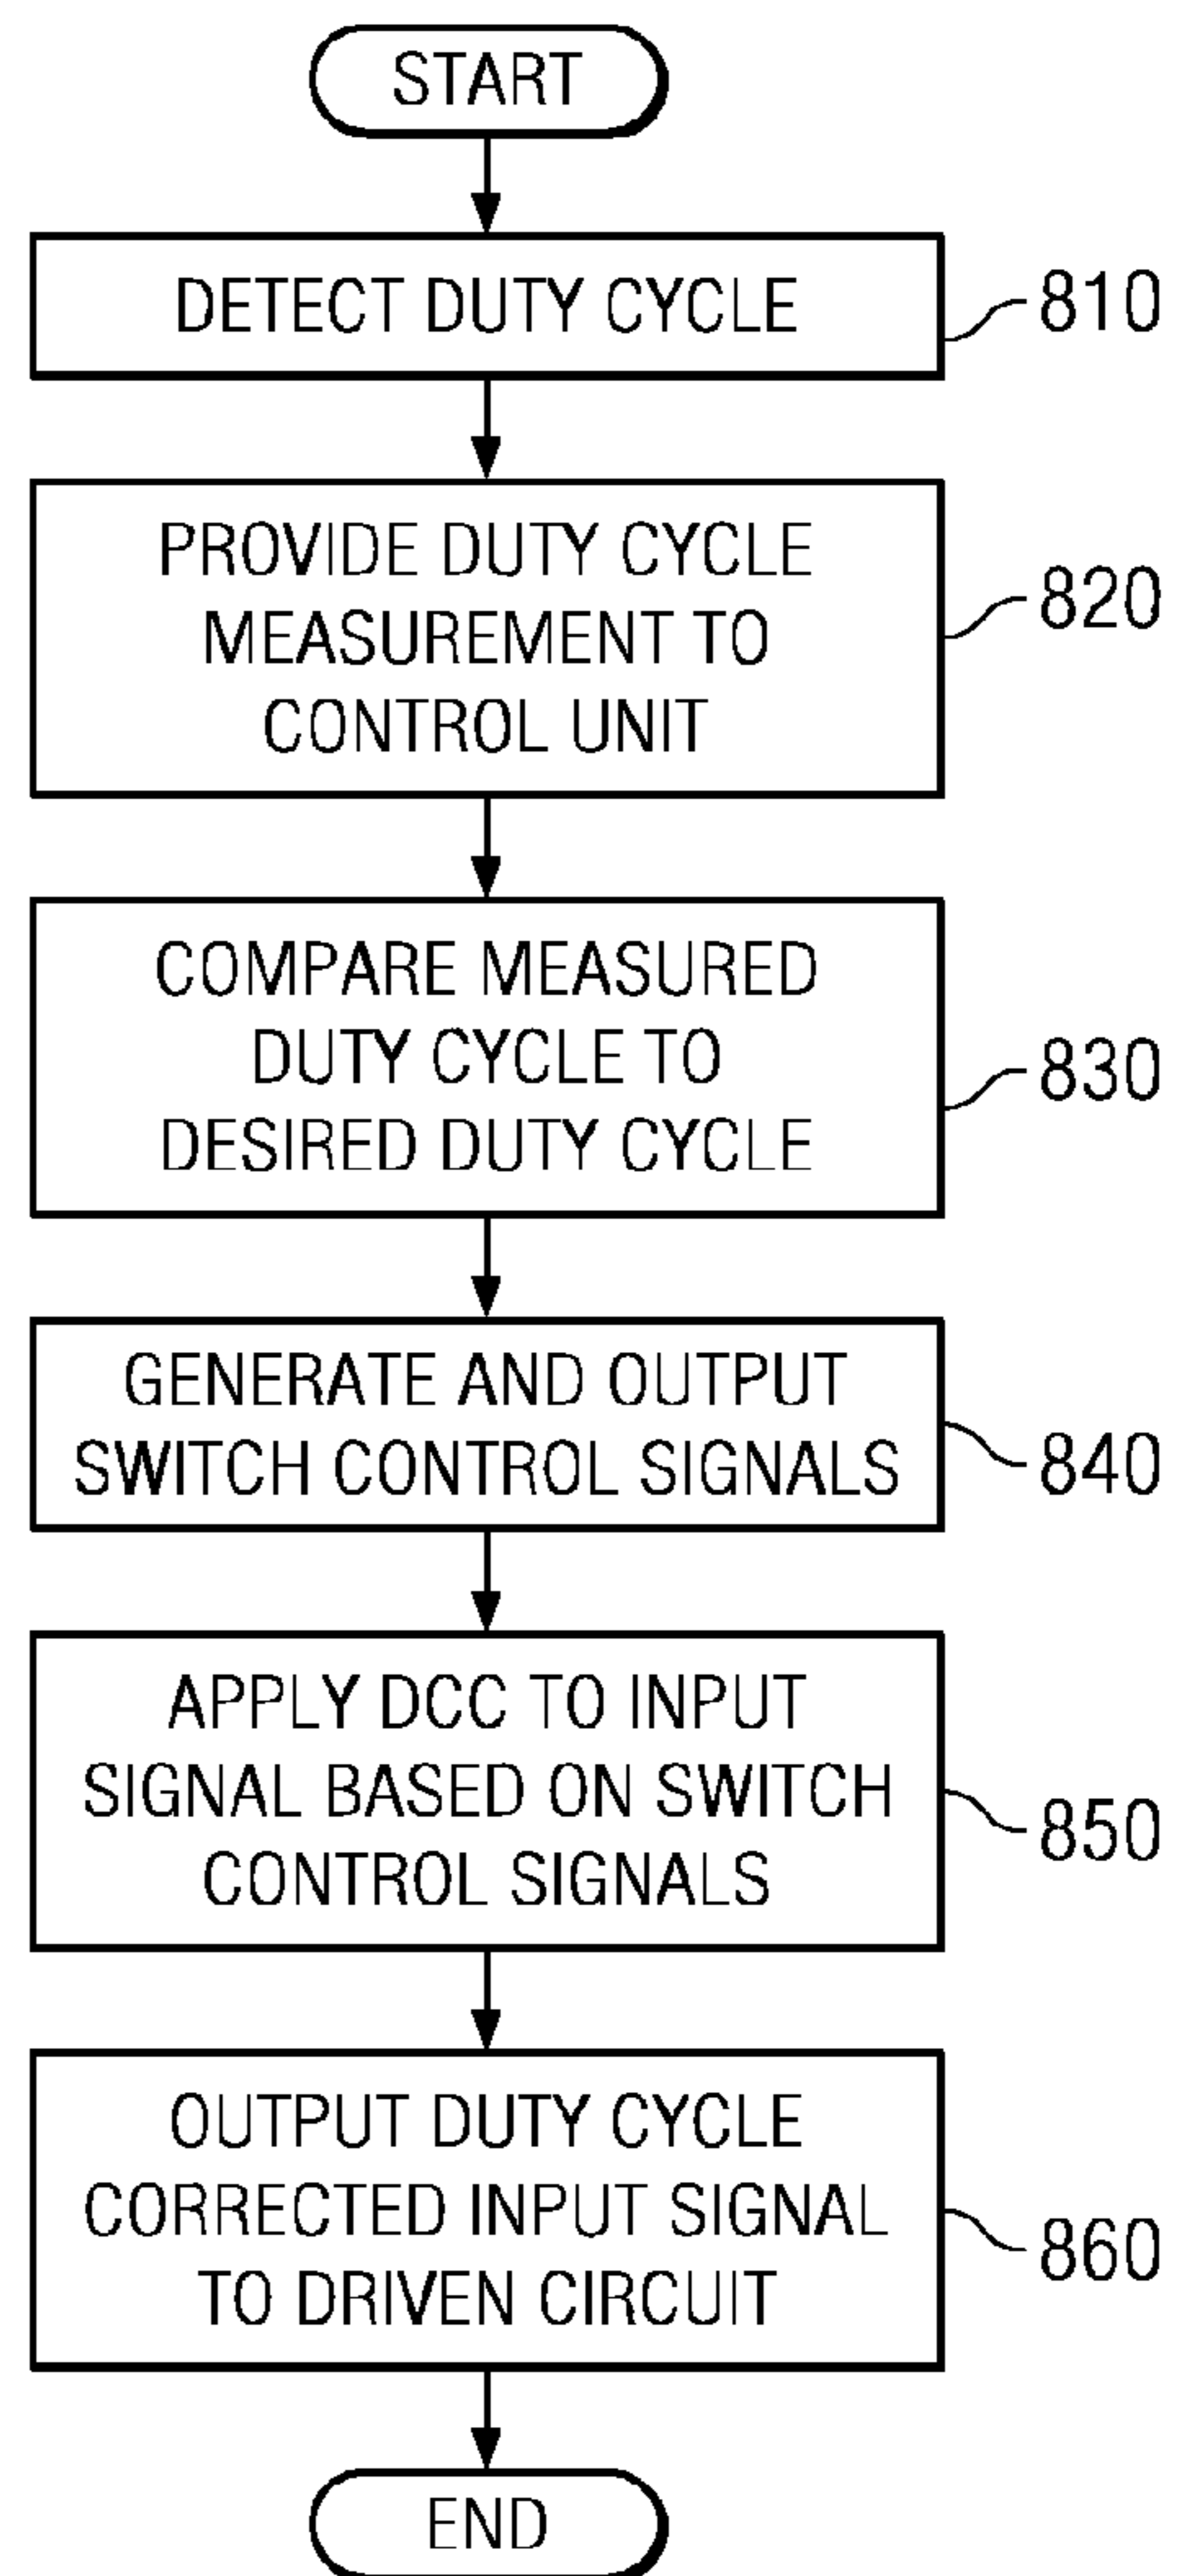 START
DETECT DUTY CYCLE
810
PROVIDE DUTY CYCLE
MEASUREMENT TO
CONTROL UNIT
820
COMPARE MEASURED
DUTY CYCLE TO
DESIRED DUTY CYCLE
830
GENERATE AND OUTPUT
SWITCH CONTROL SIGNALS
840
APPLY DCC TO INPUT
SIGNAL BASED ON SWITCH
CONTROL SIGNALS
850
OUTPUT DUTY CYCLE
CORRECTED INPUT SIGNAL
TO DRIVEN CIRCUIT
860
END